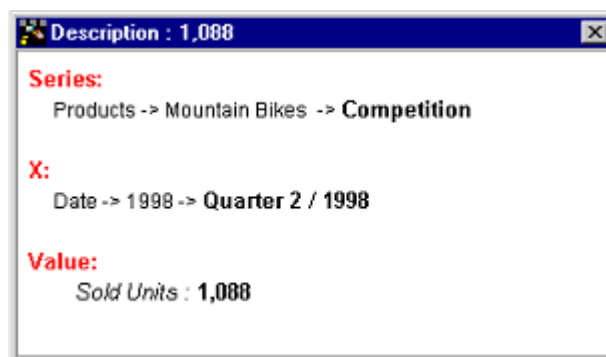 Description : 1,088
Series:
Products -> Mountain Bikes -> Competition
X:
Date -> 1998 -> Quarter 2 / 1998
Value:
Sold Units : 1,088